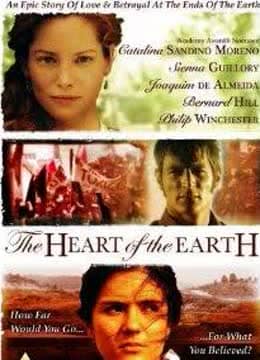 An Epic Story Of Love & Betrayal At The Ends Of The Earth
Academy Award® Nominee
Catalina SANDINO MORENO
Sienna GUILLORY
Joaquim DE ALMEIDA
Bernard HILL
Philip WINCHESTER
The HEART of the EARTH
How Far
Would You Go...
...For What
You Believed?